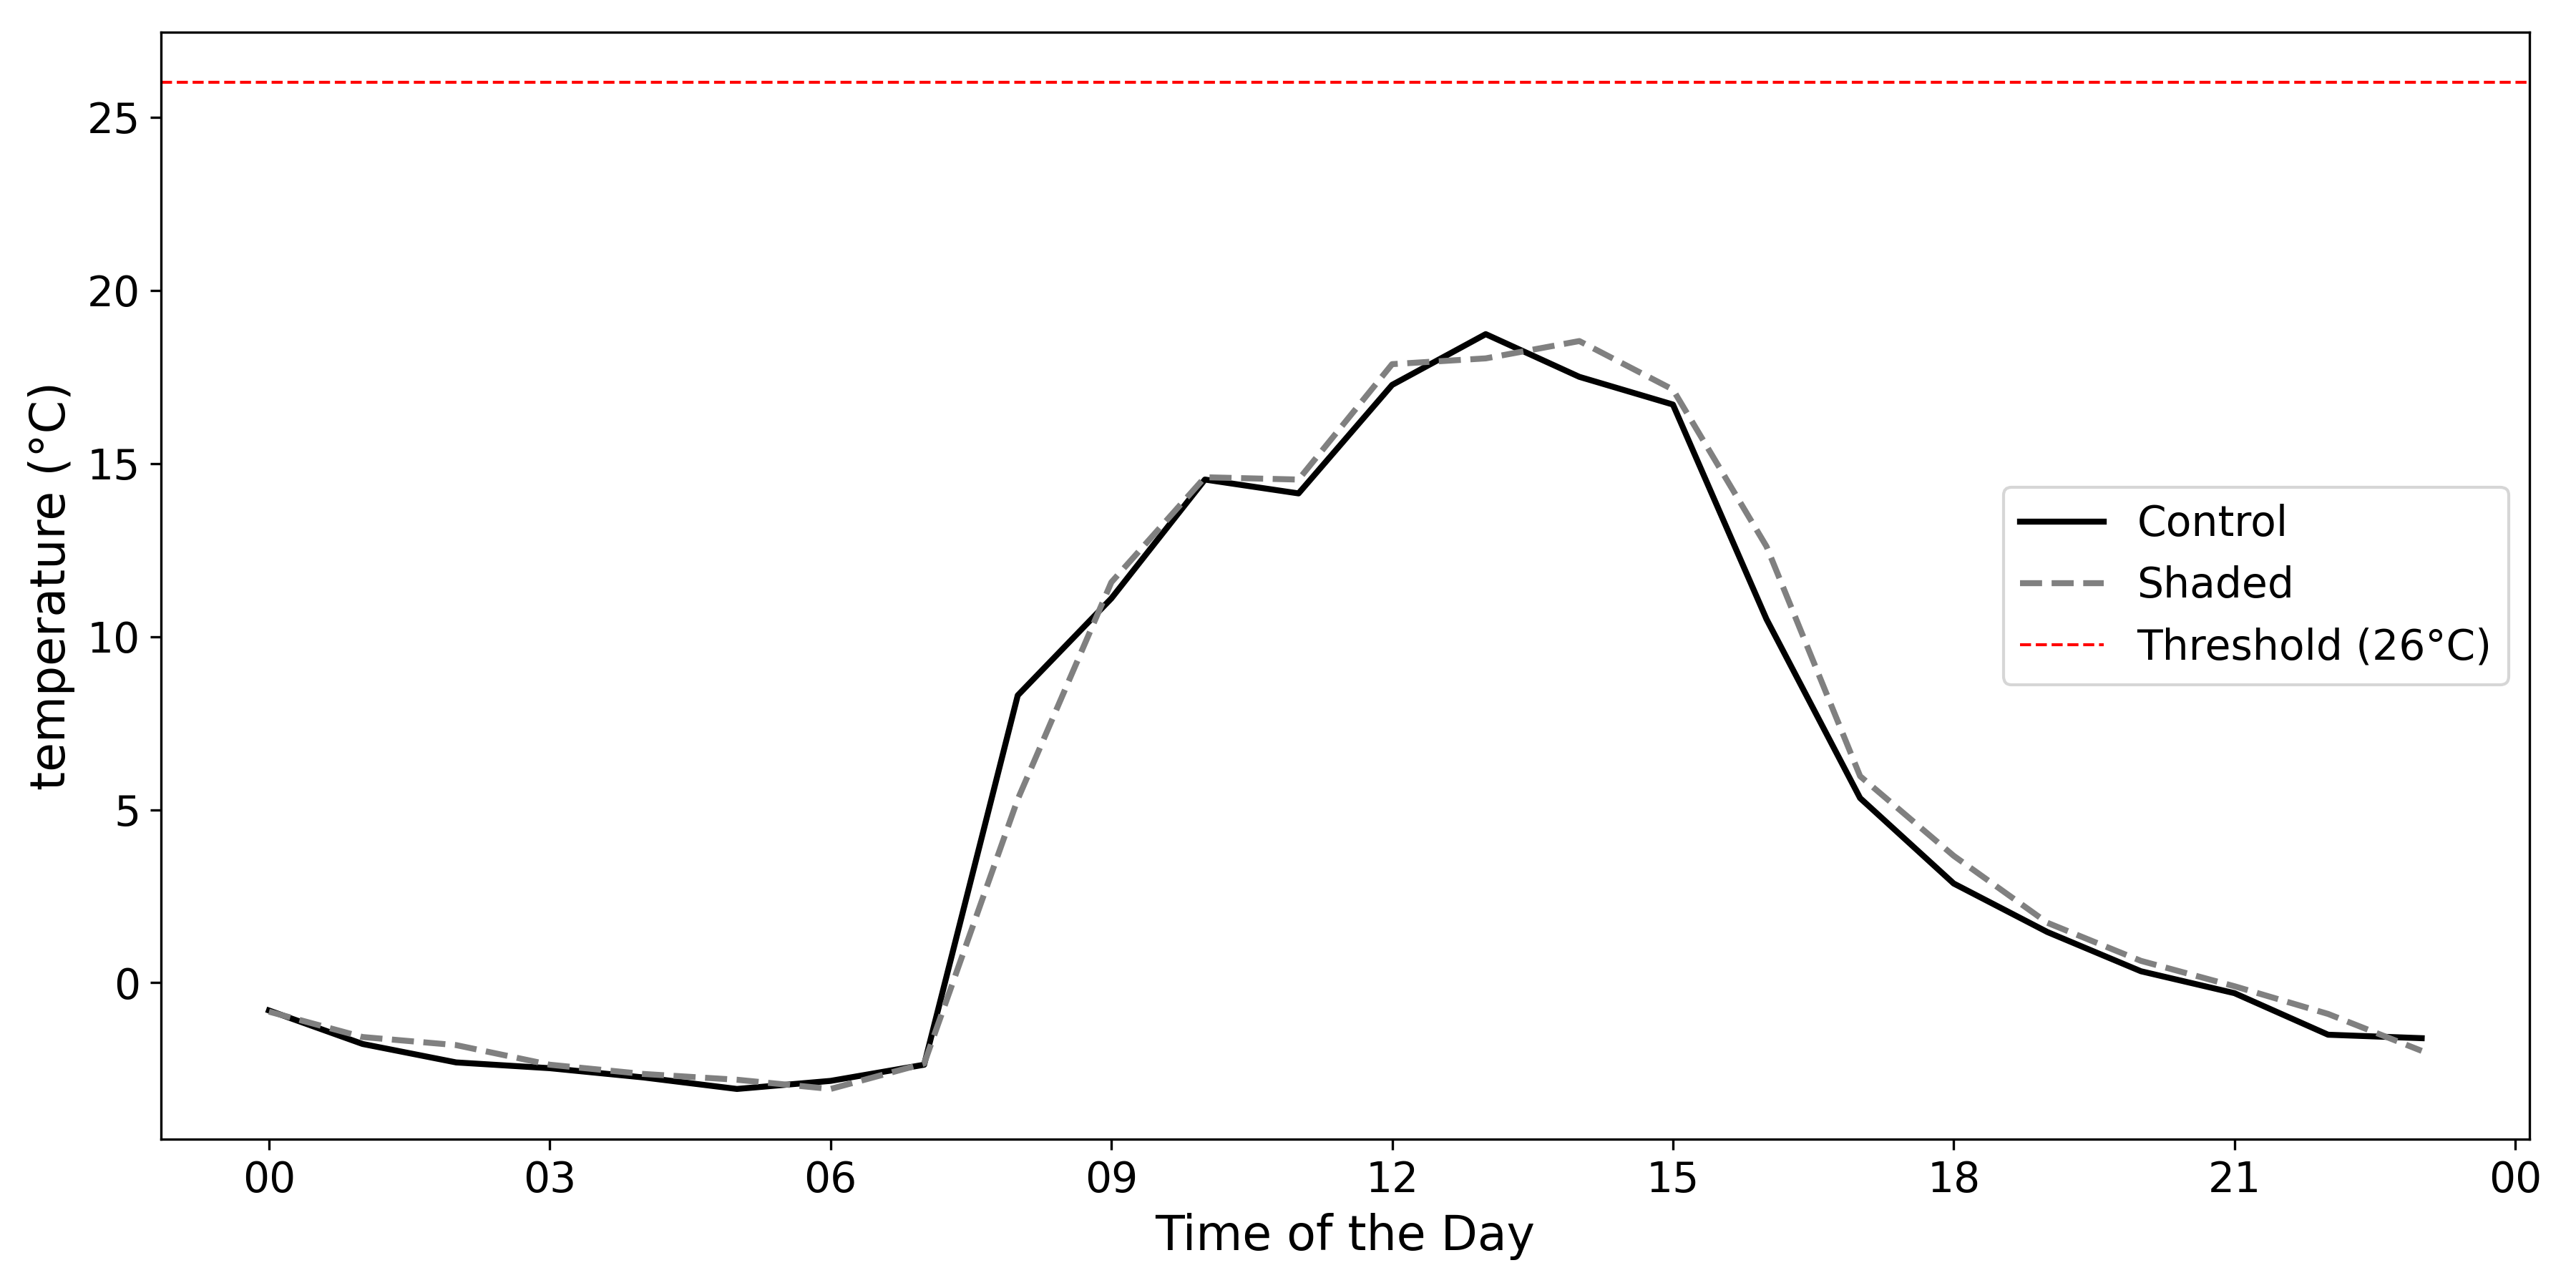 25
20
15
10
5
0
temperature (°C)
Control
Shaded
Threshold (26°C)
00 03 06 09 12 15 18 21 00
Time of the Day